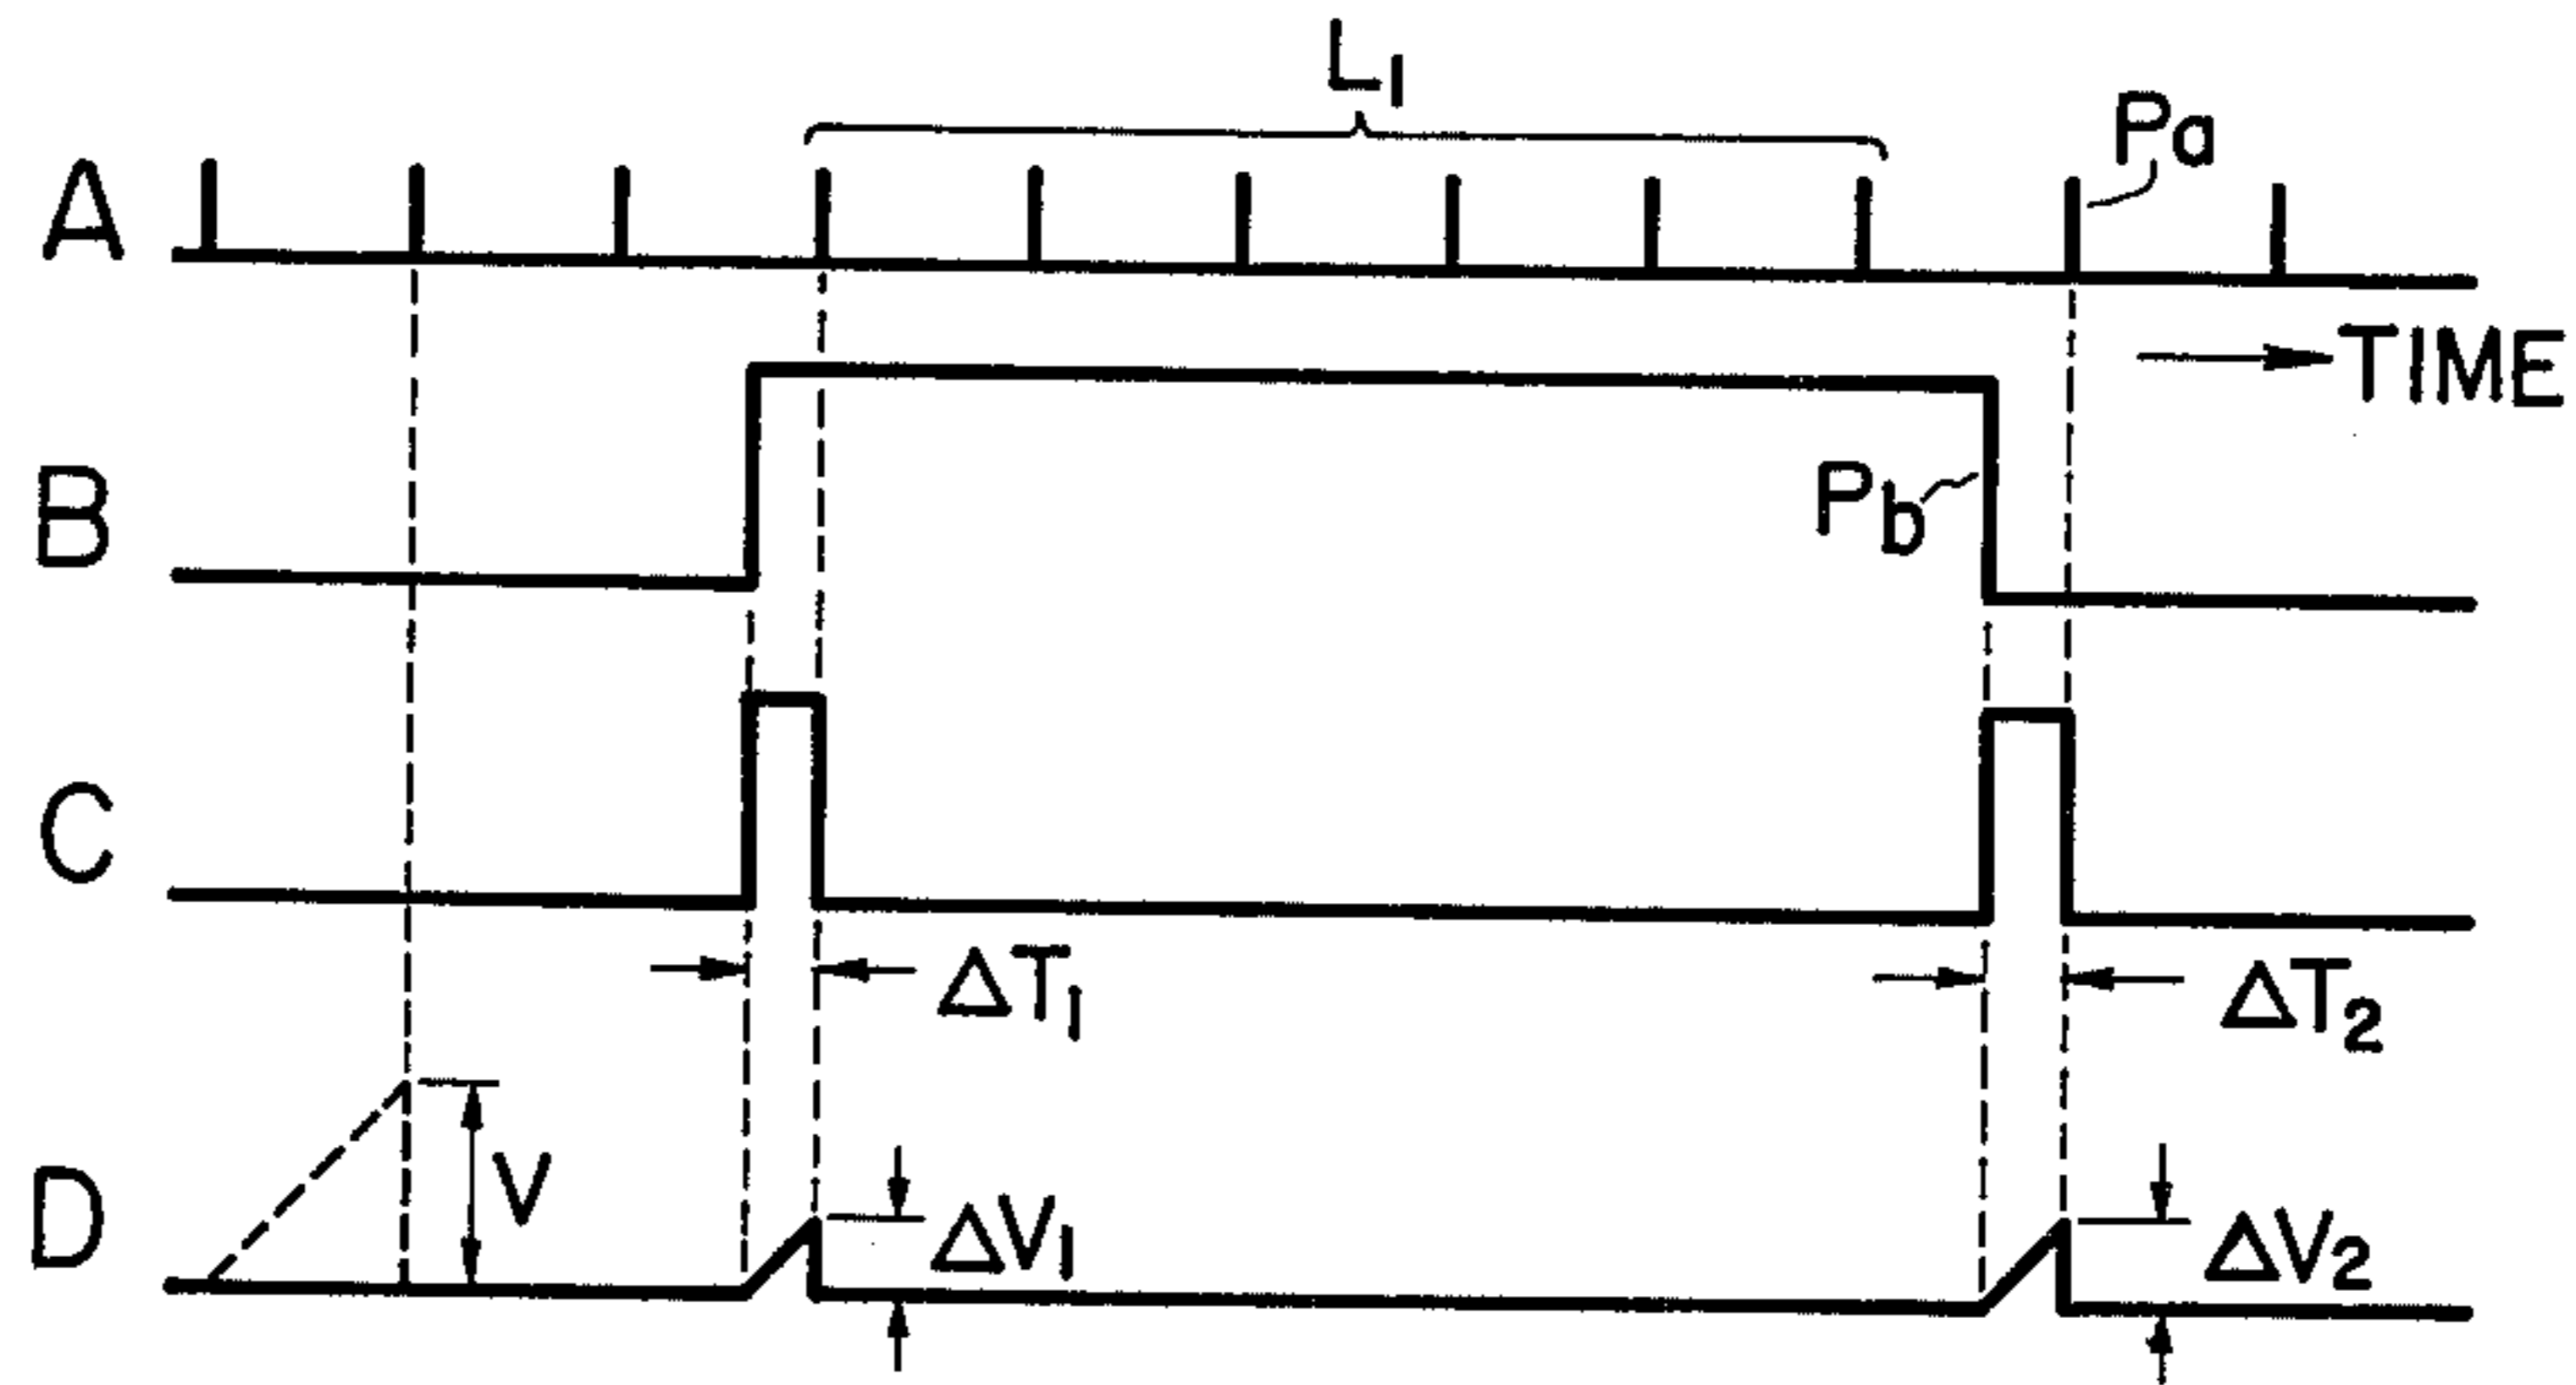 L₁
Pa
A
TIME
B
Pb
C
ΔT₁
ΔT₂
V
D
ΔV₁
ΔV₂